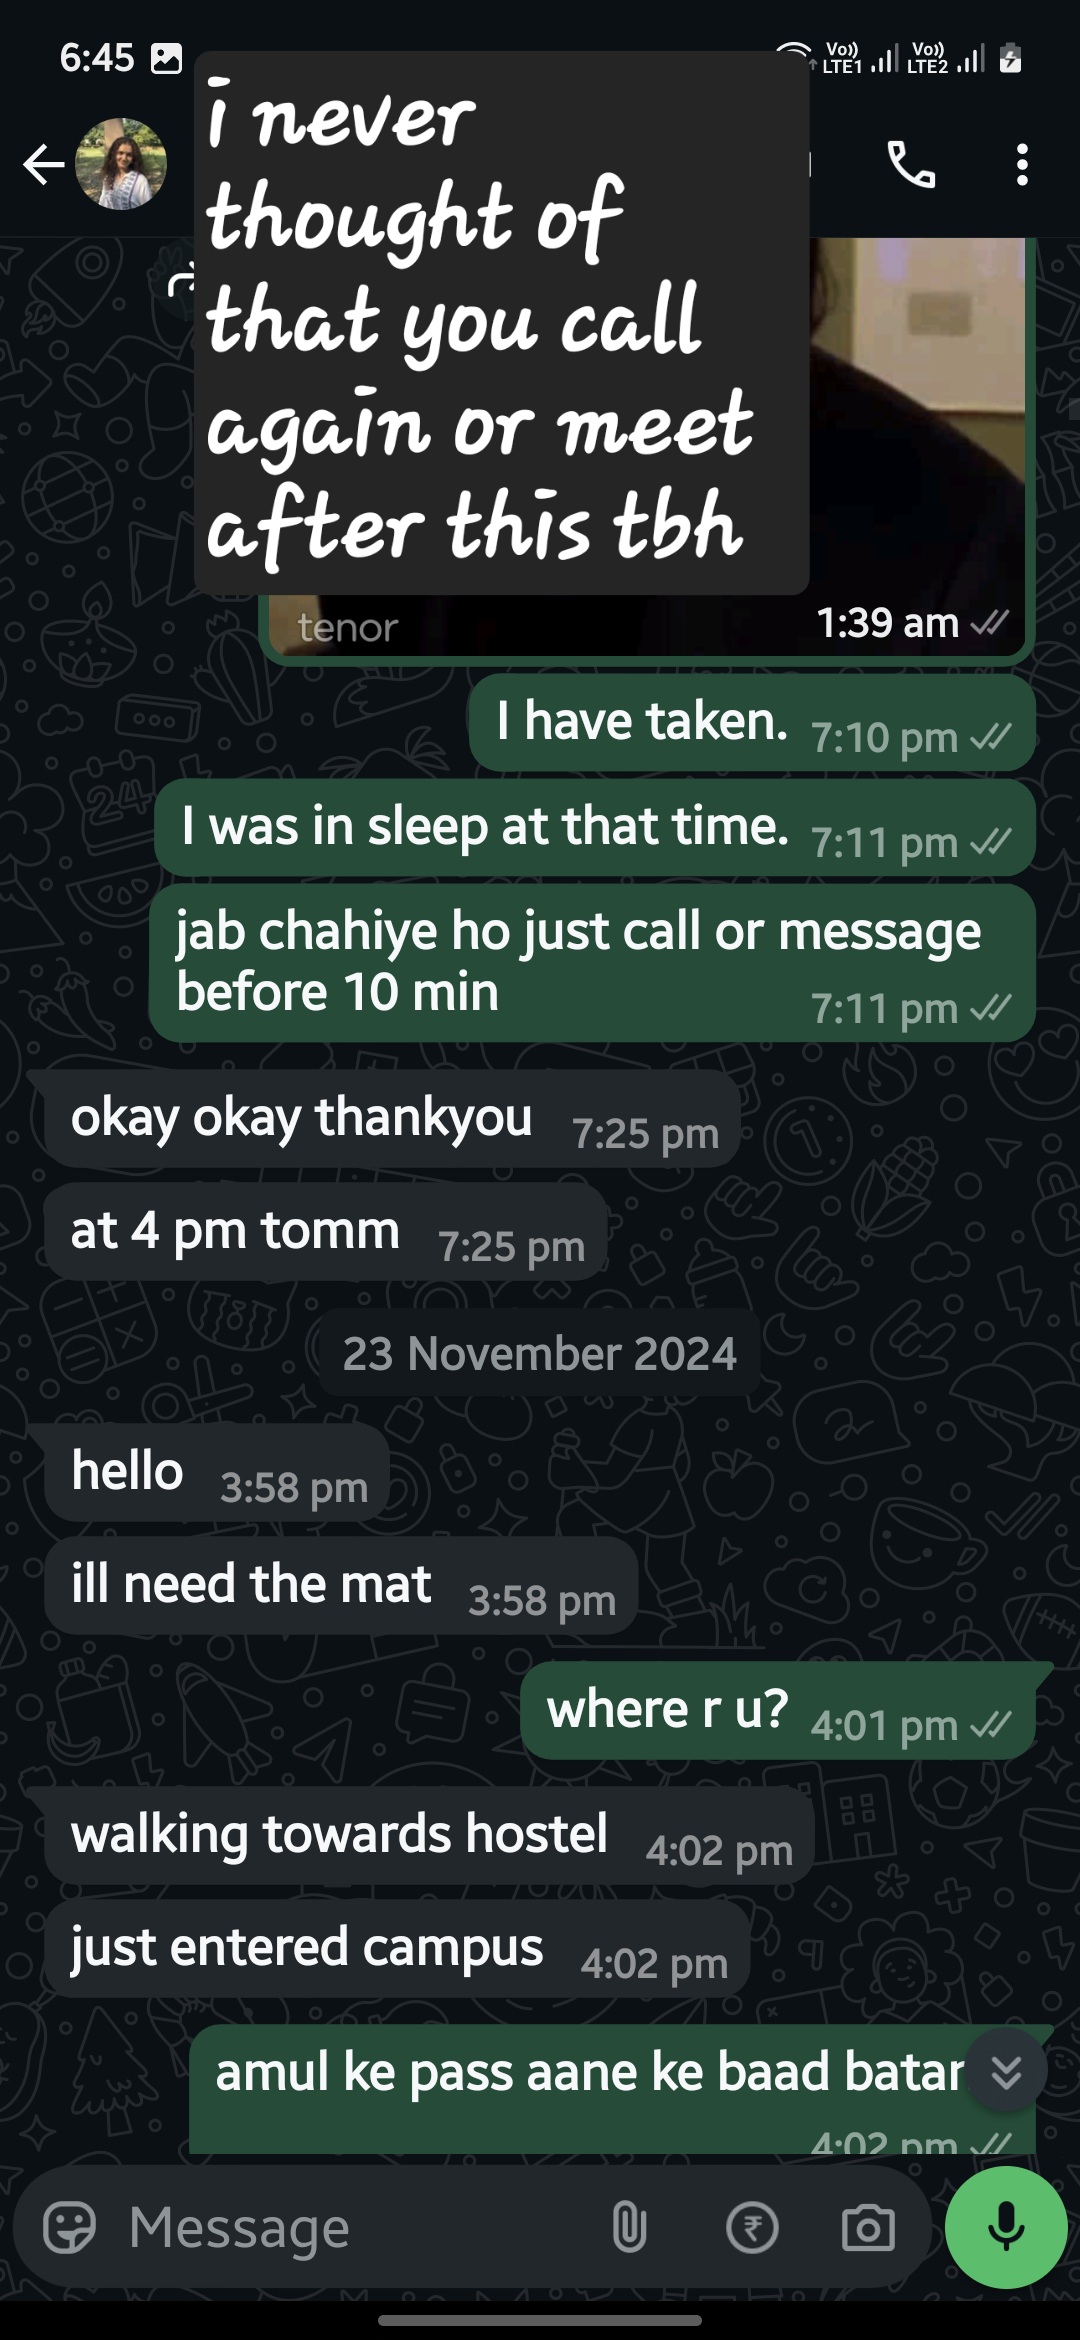 6:45
Vo)) LTE1 Vo)) LTE2
i never
thought of
that you call
again or meet
after this tbh
tenor
1:39 am
I have taken. 7:10 pm
I was in sleep at that time. 7:11 pm
jab chahiye ho just call or message
before 10 min 7:11 pm
okay okay thankyou 7:25 pm
at 4 pm tomm 7:25 pm
23 November 2024
hello 3:58 pm
ill need the mat 3:58 pm
where r u? 4:01 pm
walking towards hostel 4:02 pm
just entered campus 4:02 pm
amul ke pass aane ke baad
4:02 pm
Message